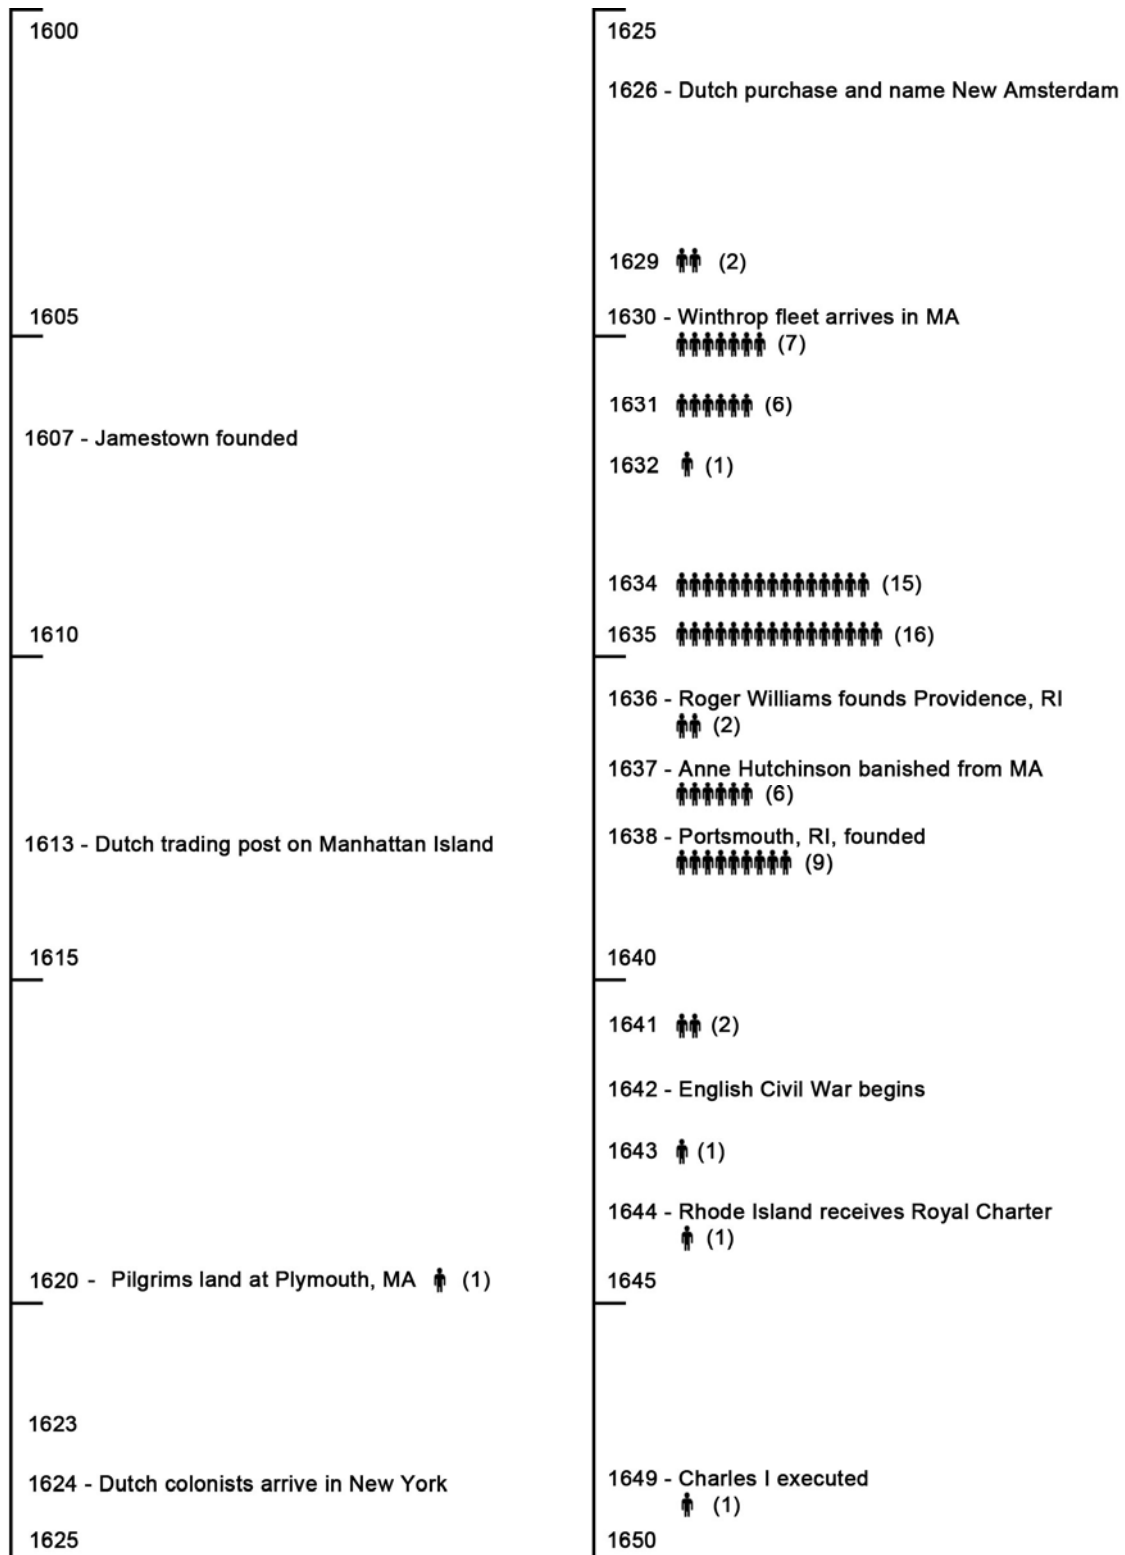 1600
1605
1607 - Jamestown founded
1610
1613 - Dutch trading post on Manhattan Island
1615
1620 - Pilgrims land at Plymouth, MA (1)
1623
1624 - Dutch colonists arrive in New York
1625
1625
1626 - Dutch purchase and name New Amsterdam
1629 (2)
1630 - Winthrop fleet arrives in MA
(7)
1631 (6)
1632 (1)
1634 (15)
1635 (16)
1636 - Roger Williams founds Providence, RI
(2)
1637 - Anne Hutchinson banished from MA
(6)
1638 - Portsmouth, RI, founded
(9)
1640
1641 (2)
1642 - English Civil War begins
1643 (1)
1644 - Rhode Island receives Royal Charter
(1)
1645
1649 - Charles I executed
(1)
1650